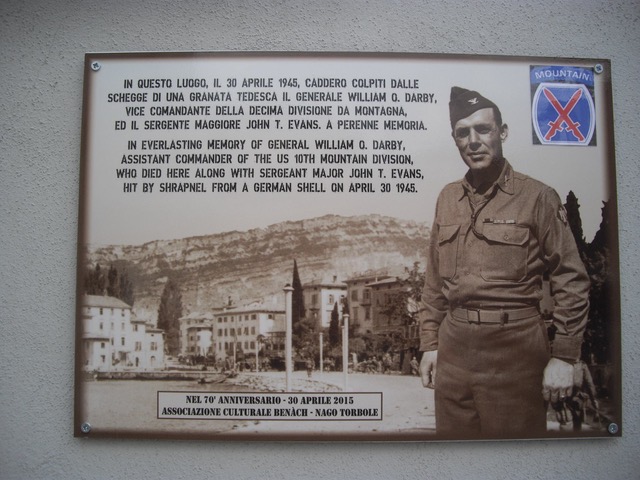 IN QUESTO LUOGO, IL 30 APRILE 1945, CADDERO COLPITI DALLE
SCHEGGE DI UNA GRANATA TEDESCA IL GENERALE WILLIAM O. DARBY,
VICE COMANDANTE DELLA DECIMA DIVISIONE DA MONTAGNA,
ED IL SERGENTE MAGGIORE JOHN T. EVANS. A PERENNE MEMORIA.
IN EVERLASTING MEMORY OF GENERAL WILLIAM O. DARBY,
ASSISTANT COMMANDER OF THE US 10TH MOUNTAIN DIVISION,
WHO DIED HERE ALONG WITH SERGEANT MAJOR JOHN T. EVANS,
HIT BY SHRAPNEL FROM A GERMAN SHELL ON APRIL 30 1945.
MOUNTAIN
NEL 70° ANNIVERSARIO - 30 APRILE 2015
ASSOCIAZIONE CULTURALE BENÀCH - NAGO TORBOLE